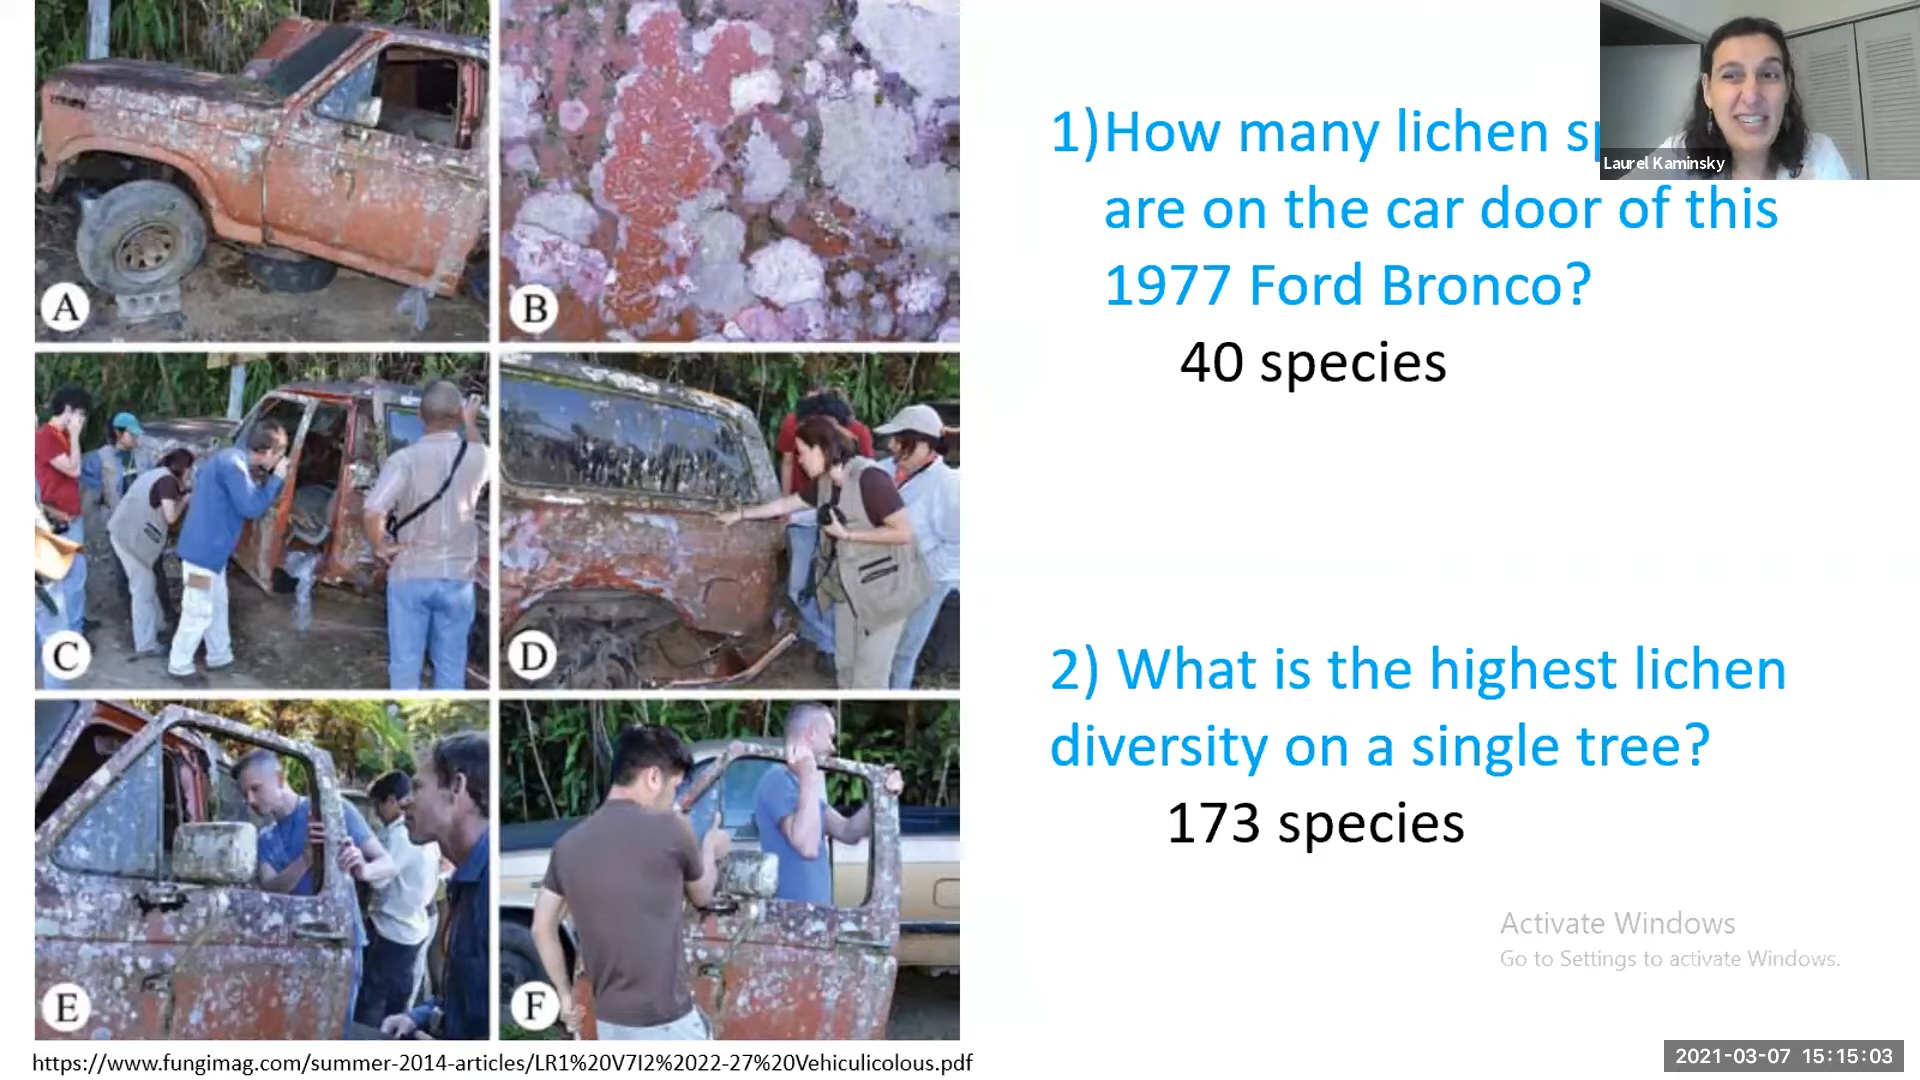 A
B
C
D
E
F
https://www.fungimag.com/summer-2014-articles/LR1%20V7I2%2022-27%20Vehiculicolous.pdf
1)How many lichen
are on the car door of this
1977 Ford Bronco?
40 species
2) What is the highest lichen
diversity on a single tree?
173 species
Laurel Kaminsky
Activate Windows
Go to Settings to activate Windows.
2021-03-07 15:15:03